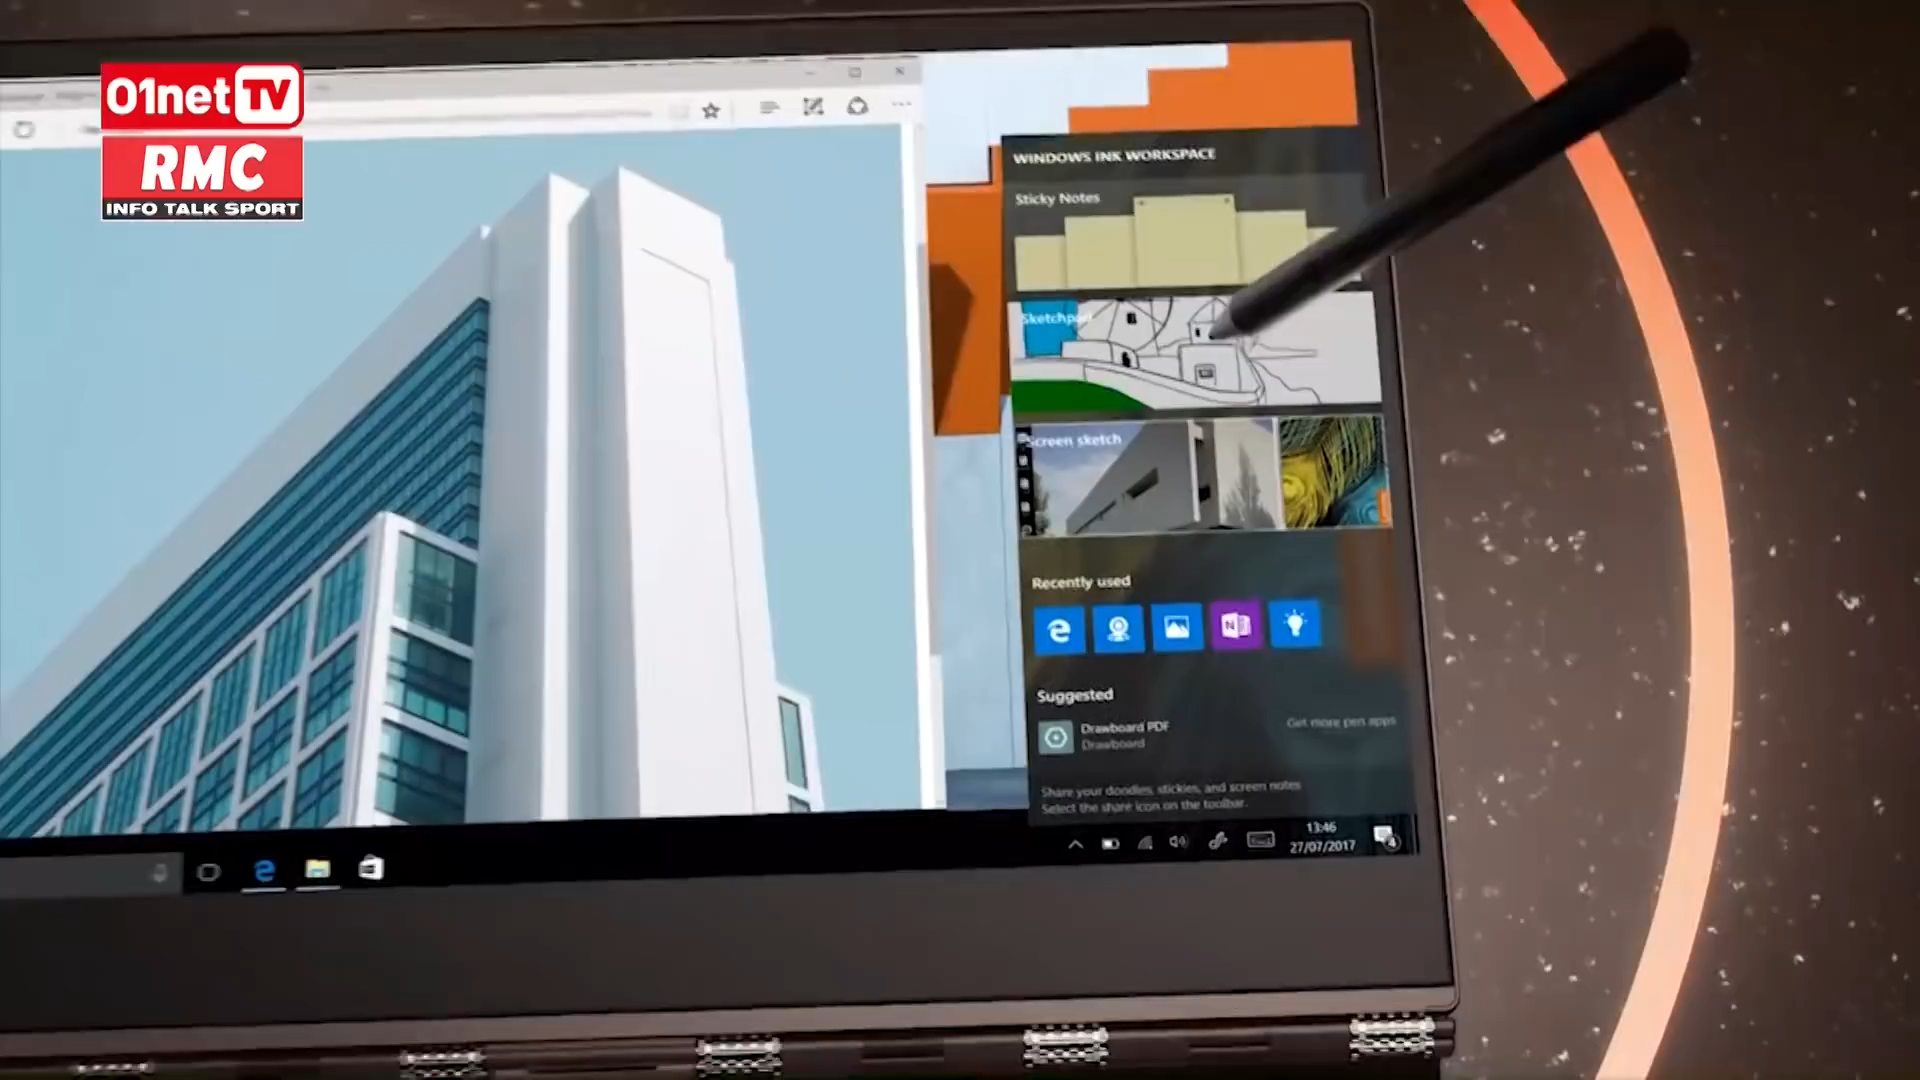 01net TV
RMC
INFO TALK SPORT
WINDOWS INK WORKSPACE
Sticky Notes
Sketchpad
Screen sketch
Recently used
Suggested
Drawboard PDF
Drawboard
Get more pen apps
Share your doodles, stickies, and screen notes
Select the share icon on the toolbar.
13:46
27/07/2017
4